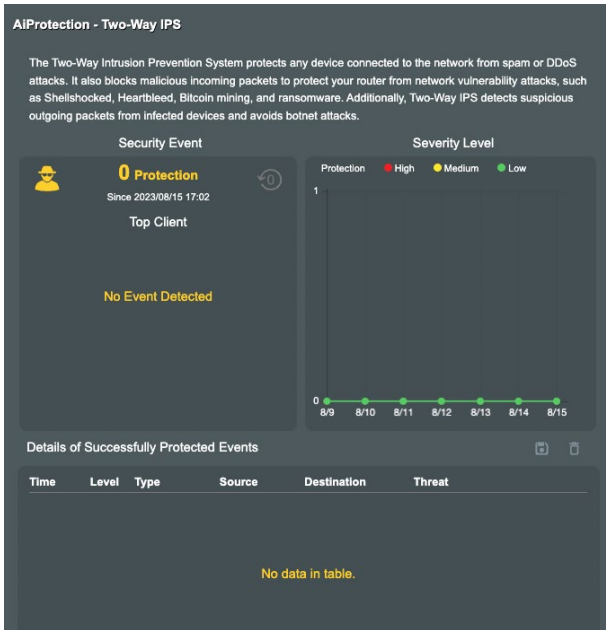 AiProtection - Two-Way IPS
The Two-Way Intrusion Prevention System protects any device connected to the network from spam or DDoS
attacks. It also blocks malicious incoming packets to protect your router from network vulnerability attacks, such
as Shellshocked, Heartbleed, Bitcoin mining, and ransomware. Additionally, Two-Way IPS detects suspicious
outgoing packets from infected devices and avoids botnet attacks.
Security Event
0 Protection
0
Since 2023/08/15 17:02
Top Client
No Event Detected
Severity Level
Protection High Medium Low
1
0
8/9 8/10 8/11 8/12 8/13 8/14 8/15
Details of Successfully Protected Events
Time Level Type Source Destination Threat
No data in table.